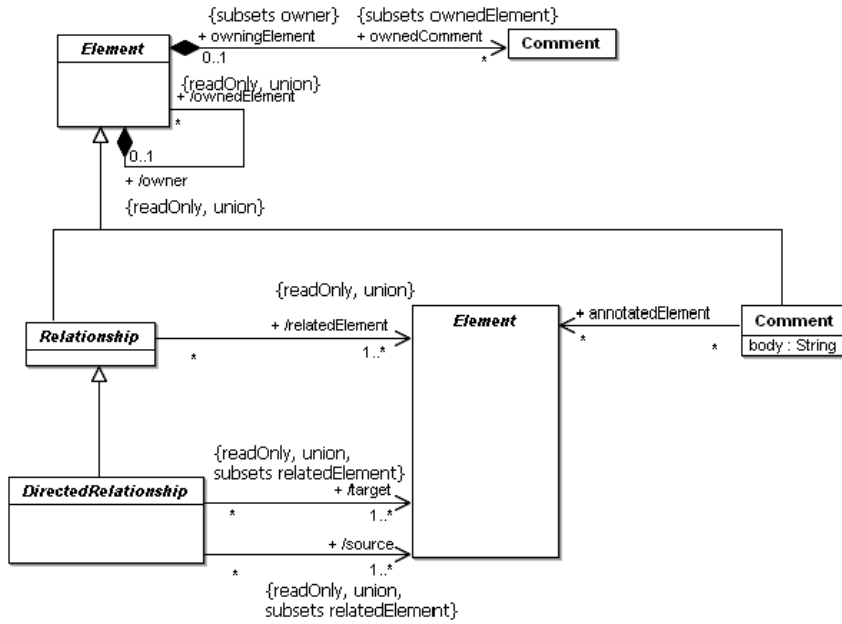 {subsets owner}
{subsets ownedElement}
Element
+ owningElement
+ ownedComment
Comment
0..1
*
{readOnly, union}
+ /ownedElement
*
0..1
+ /owner
{readOnly, union}
{readOnly, union}
Relationship
+ /relatedElement
*
1..*
Element
+ annotatedElement
*
*
Comment
body : String
{readOnly, union,
subsets relatedElement}
DirectedRelationship
+ /target
*
1..*
+ /source
*
1..*
{readOnly, union,
subsets relatedElement}